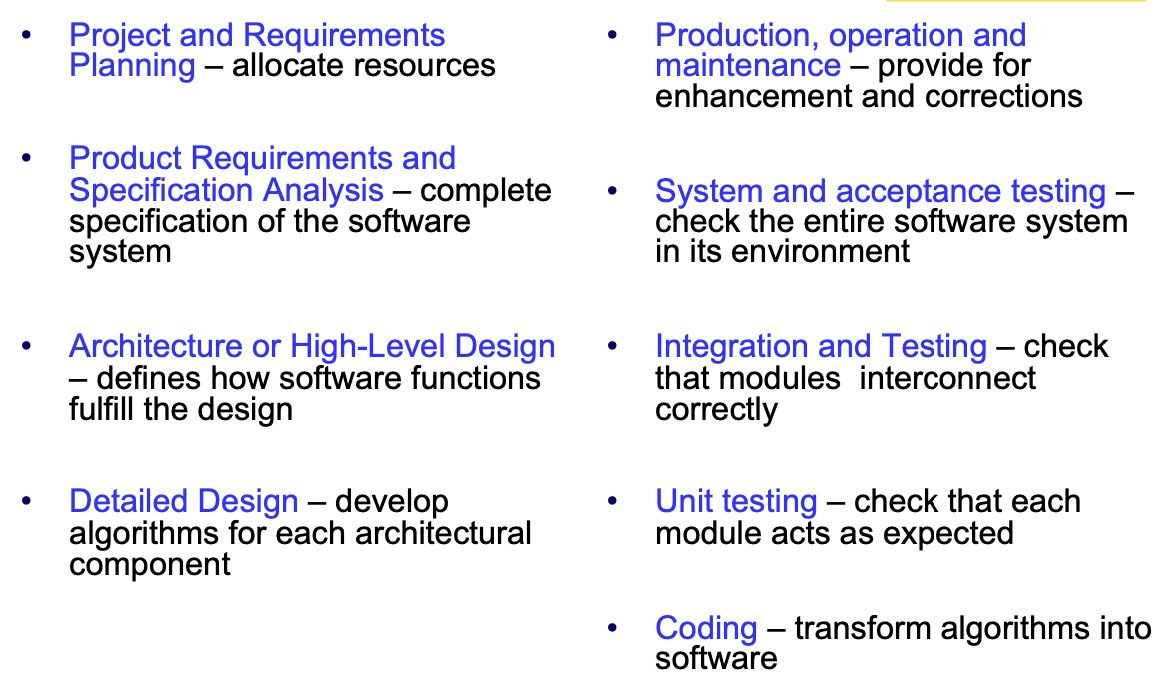 • Project and Requirements
Planning – allocate resources
• Product Requirements and
Specification Analysis – complete
specification of the software
system
• Architecture or High-Level Design
– defines how software functions
fulfill the design
• Detailed Design – develop
algorithms for each architectural
component
• Production, operation and
maintenance – provide for
enhancement and corrections
• System and acceptance testing –
check the entire software system
in its environment
• Integration and Testing – check
that modules  interconnect
correctly
• Unit testing – check that each
module acts as expected
• Coding – transform algorithms into
software